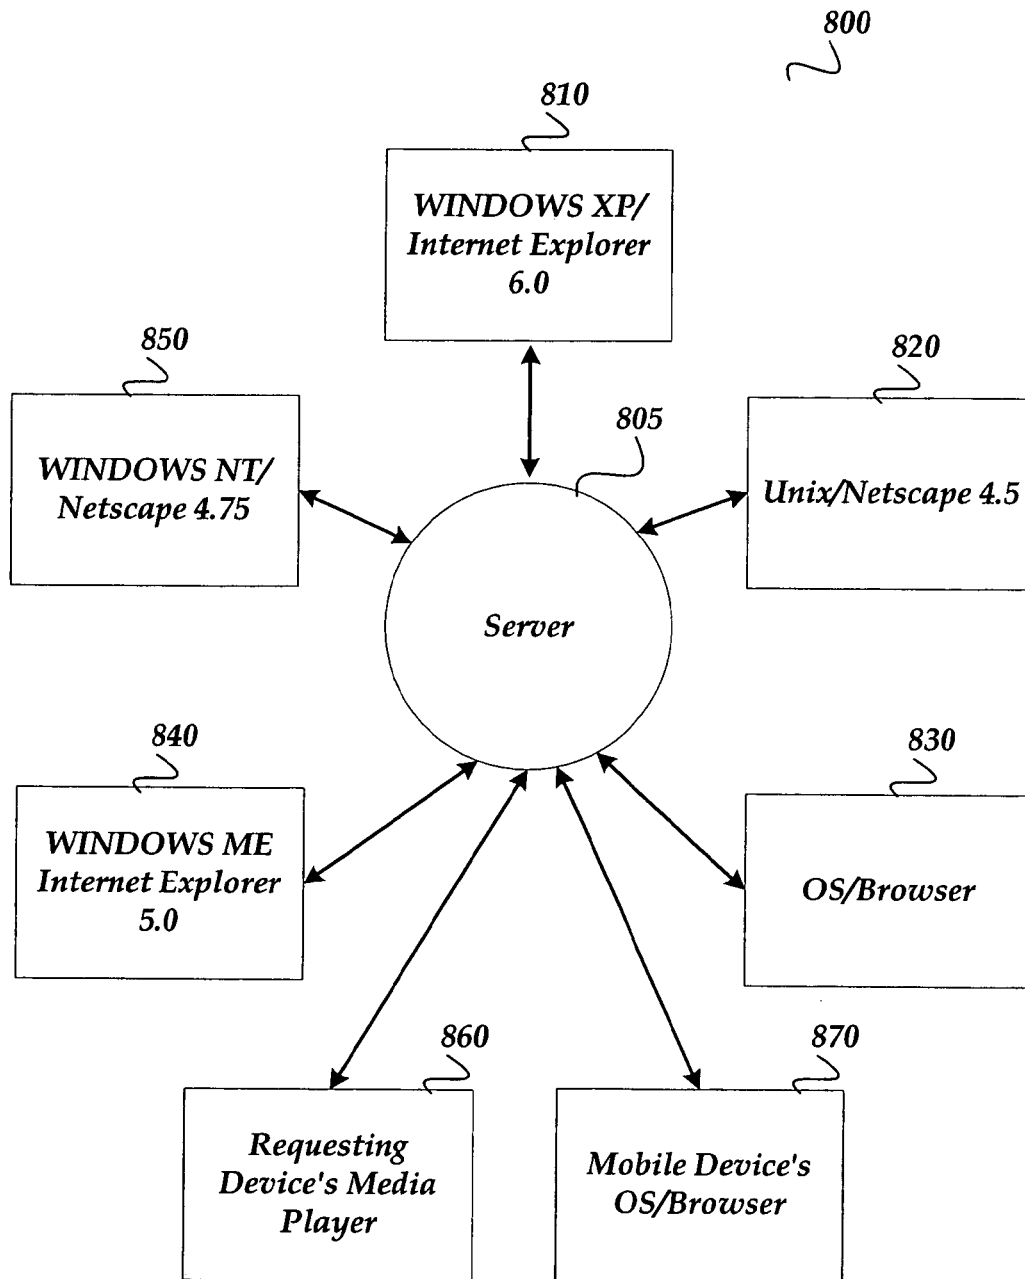 800
810
WINDOWS XP/
Internet Explorer
6.0
850
WINDOWS NT/
Netscape 4.75
820
Unix/Netscape 4.5
805
Server
840
WINDOWS ME
Internet Explorer
5.0
830
OS/Browser
860
Requesting
Device's Media
Player
870
Mobile Device's
OS/Browser